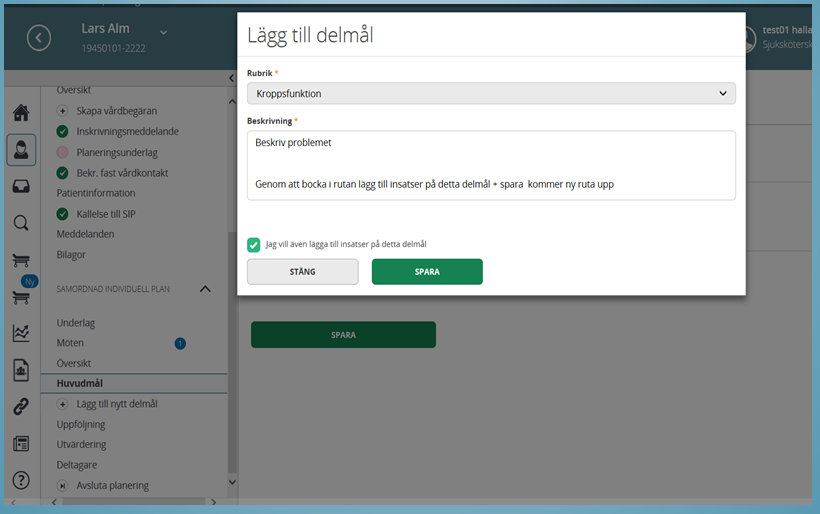 Lars Alm
19450101-2222
test01 halla
Sjuksköters
Översikt
Skapa vårdbegäran
Inskrivningsmeddelande
Planeringsunderlag
Bekr. fast vårdkontakt
Patientinformation
Kallelse till SIP
Meddelanden
Bilagor
Ny
SAMORDNAD INDIVIDUELL PLAN
Underlag
Möten
1
Översikt
Huvudmål
Lägg till nytt delmål
Uppföljning
Utvärdering
Deltagare
Avsluta planering
Lägg till delmål
Rubrik *
Kroppsfunktion
Beskrivning *
Beskriv problemet
Genom att bocka i rutan lägg till insatser på detta delmål + spara kommer ny ruta upp
Jag vill även lägga till insatser på detta delmål
STÄNG
SPARA
SPARA